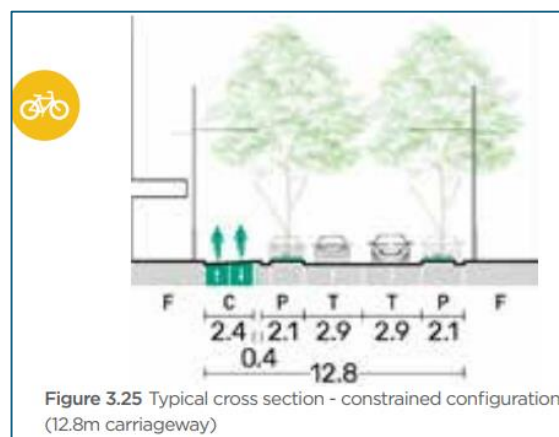 F C P T T P F
2.4 2.1 2.9 2.9 2.1
0.4
12.8
Figure 3.25 Typical cross section - constrained configuration
(12.8m carriageway)